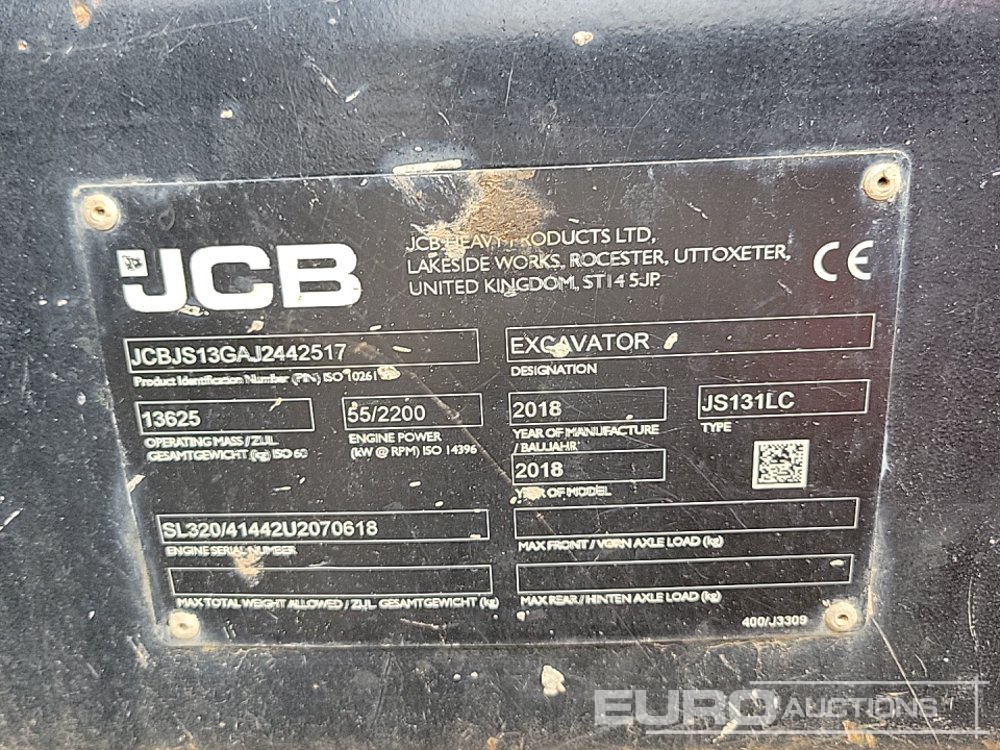 JCB
JCB HEAVY PRODUCTS LTD,
LAKESIDE WORKS, ROCESTER, UTTOXETER,
UNITED KINGDOM, ST14 5JP.
CE
JCBJS13GAJ2442517
Product Identification Number (PIN) ISO 10261
EXCAVATOR
DESIGNATION
13625
OPERATING MASS / ZUL.
GESAMTGEWICHT (kg) ISO 60
55/2200
ENGINE POWER
(kW @ RPM) ISO 14396
2018
YEAR OF MANUFACTURE
/ BAUJAHR
JS131LC
TYPE
2018
YEAR OF MODEL
SL320/41442U2070618
ENGINE SERIAL NUMBER
MAX FRONT / VORN AXLE LOAD (kg)
MAX TOTAL WEIGHT ALLOWED / ZUL. GESAMTGEWICHT (kg)
MAX REAR / HINTEN AXLE LOAD (kg)
400/J3309
EURO AUCTIONS